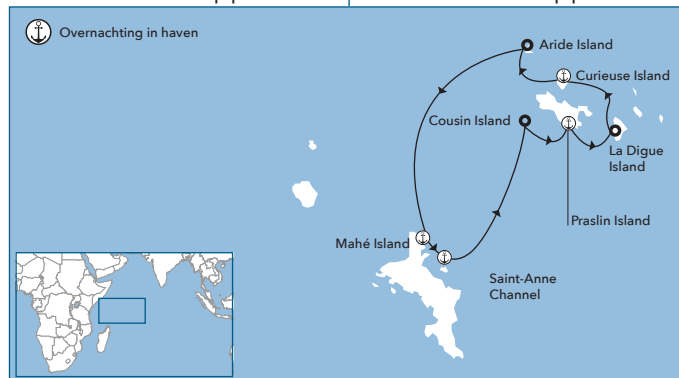 Overnachting in haven
Aride Island
Curieuse Island
Cousin Island
La Digue
Island
Praslin Island
Mahé Island
Saint-Anne
Channel